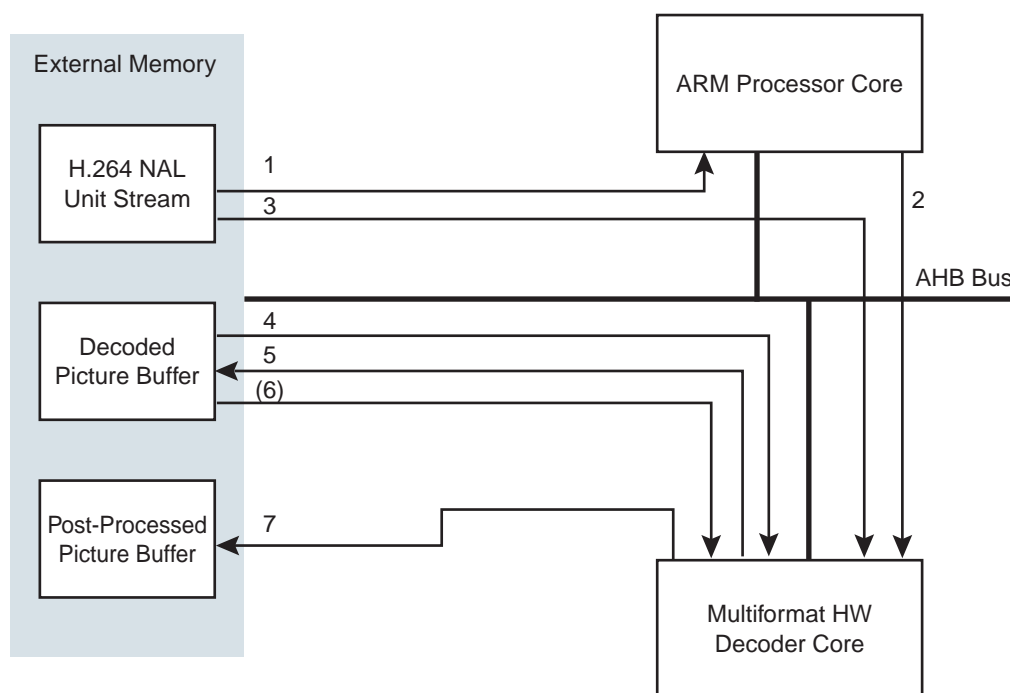 External Memory
ARM Processor Core
H.264 NAL
Unit Stream
1
3
2
AHB Bus
Decoded
Picture Buffer
4
5
(6)
Post-Processed
Picture Buffer
7
Multiformat HW
Decoder Core